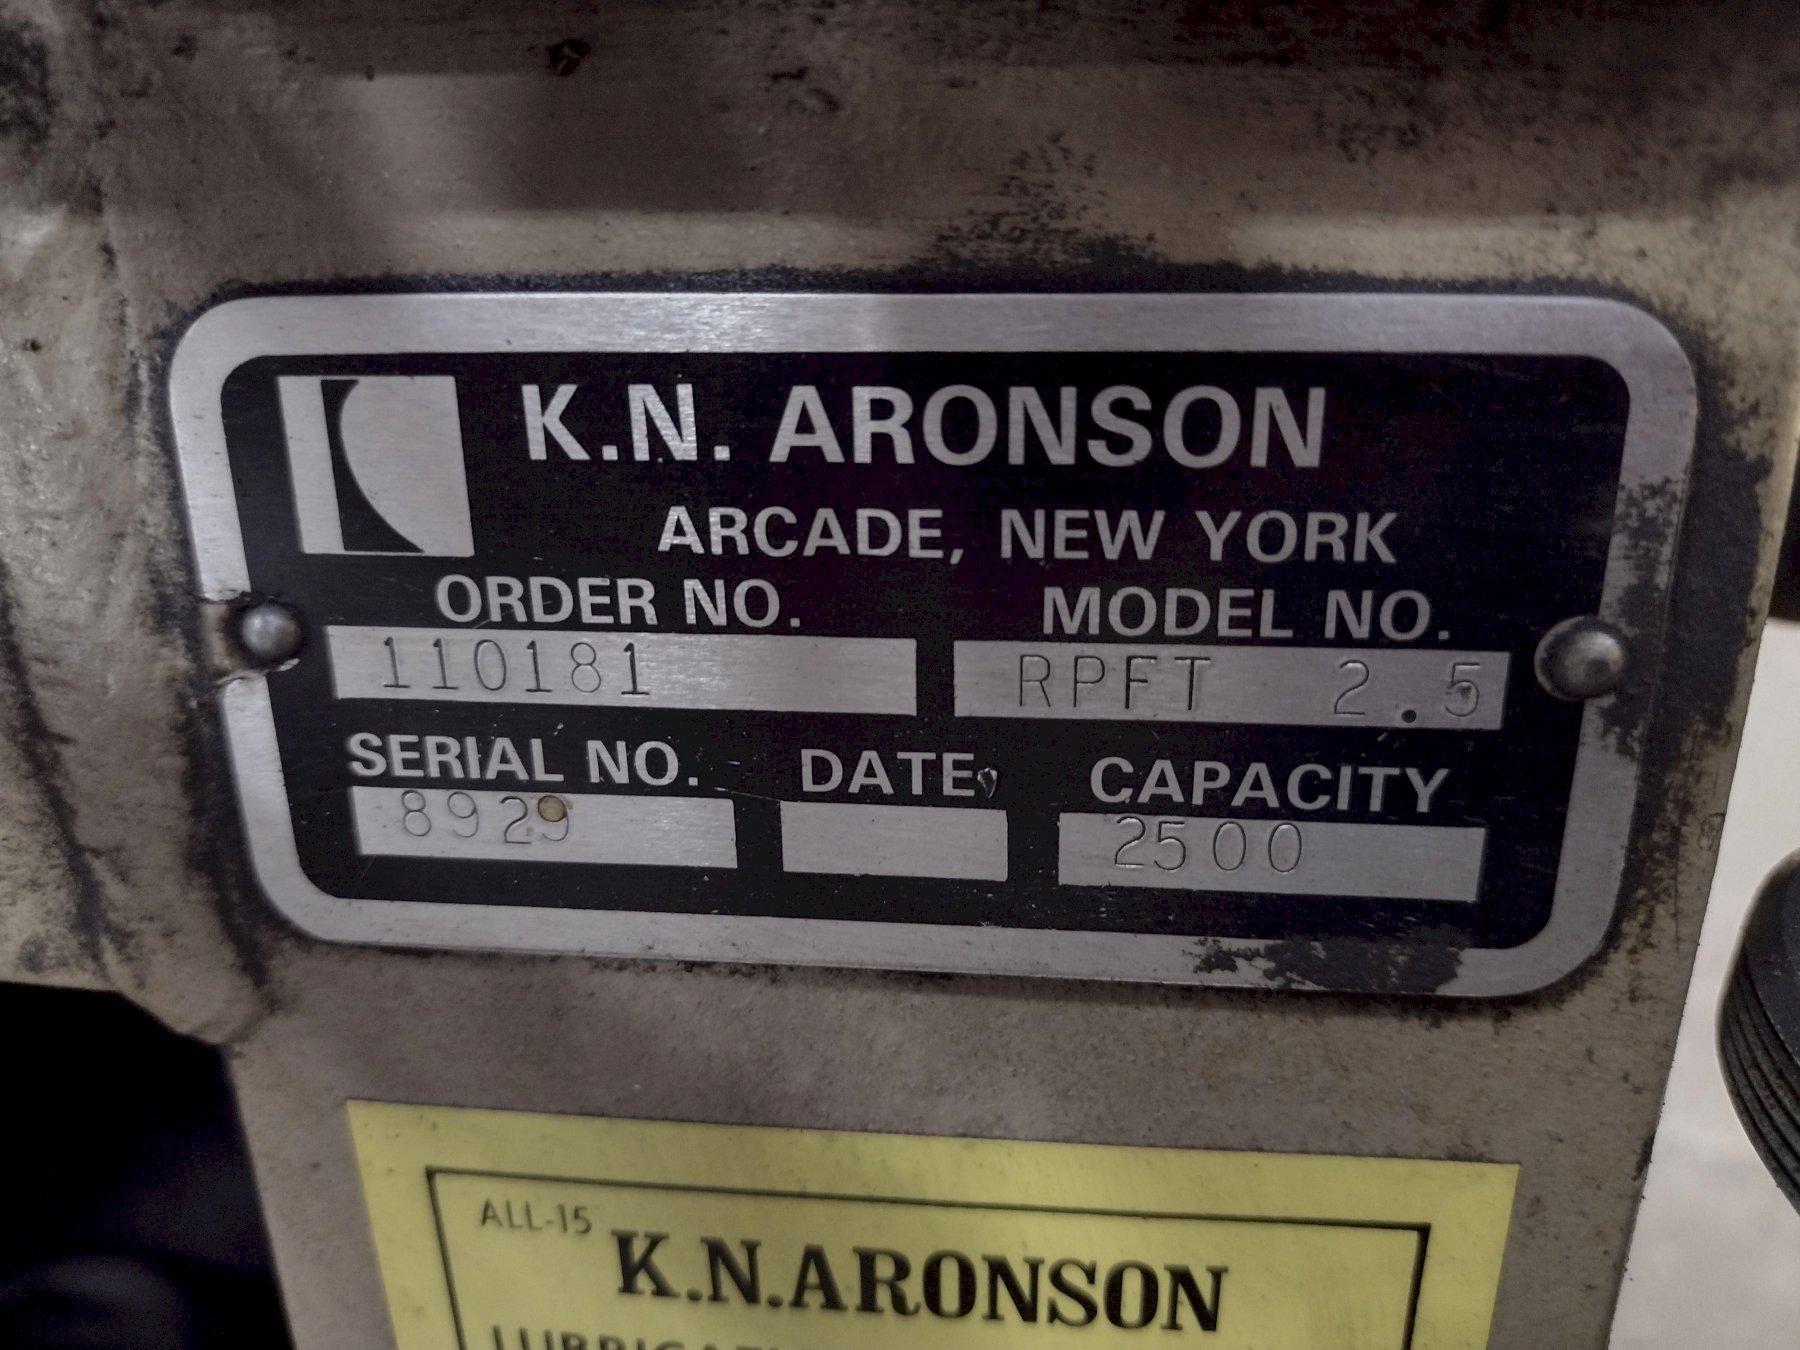 K.N. ARONSON
ARCADE, NEW YORK
ORDER NO. MODEL NO.
110181 RPFT 2.5
SERIAL NO. DATE CAPACITY
8929 2500
ALL-15
K.N.ARONSON